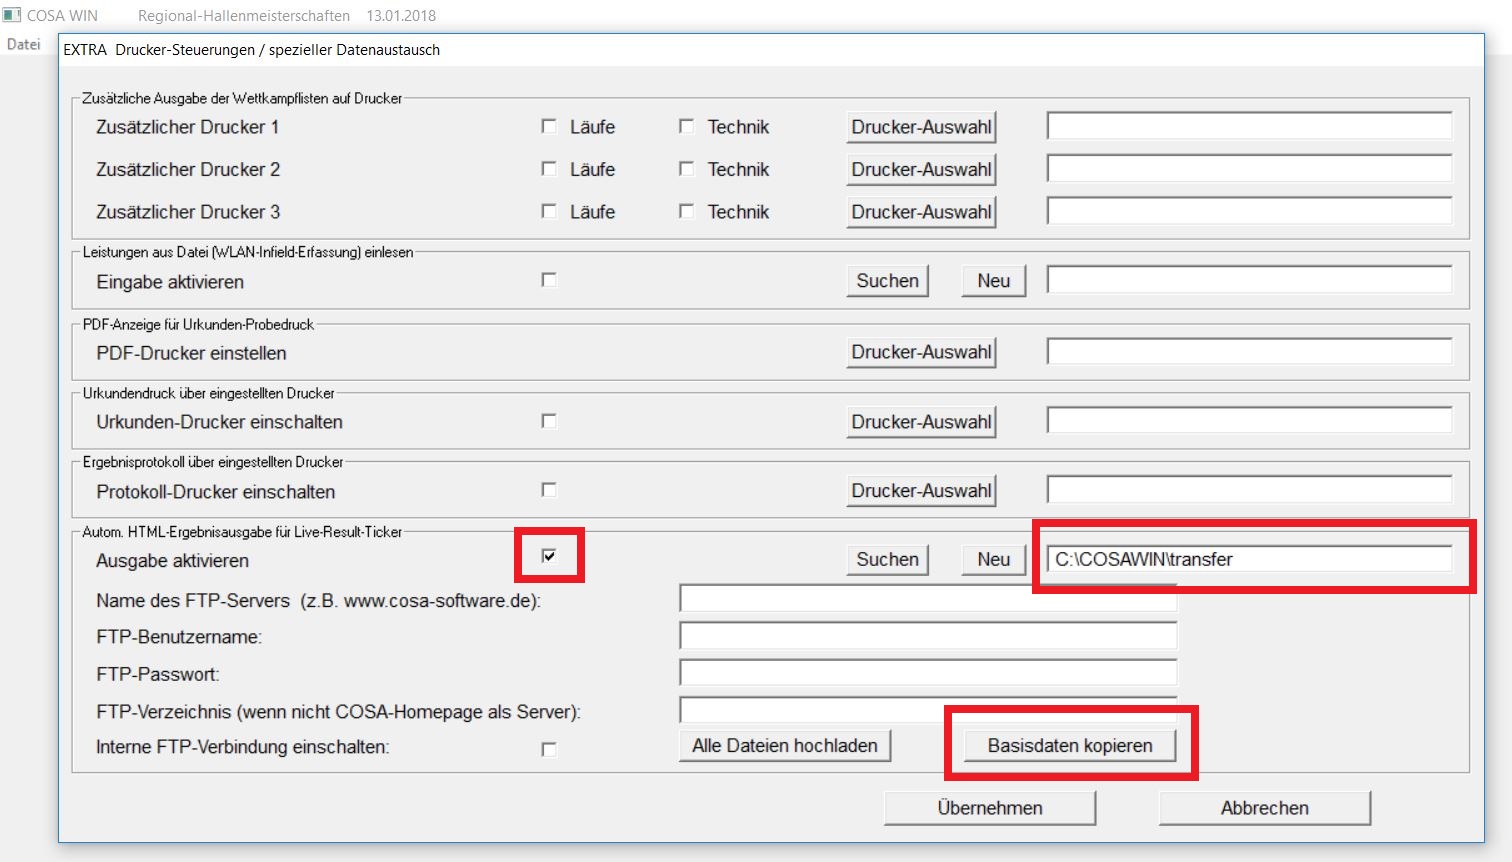 COSA WIN Regional-Hallenmeisterschaften 13.01.2018
Datei
EXTRA Drucker-Steuerungen / spezieller Datenaustausch
Zusätzliche Ausgabe der Wettkampflisten auf Drucker
Zusätzlicher Drucker 1 Läufe Technik Drucker-Auswahl
Zusätzlicher Drucker 2 Läufe Technik Drucker-Auswahl
Zusätzlicher Drucker 3 Läufe Technik Drucker-Auswahl
Leistungen aus Datei (WLAN-Infield-Erfassung) einlesen
Eingabe aktivieren Suchen Neu
PDF-Anzeige für Urkunden-Probedruck
PDF-Drucker einstellen Drucker-Auswahl
Urkundendruck über eingestellten Drucker
Urkunden-Drucker einschalten Drucker-Auswahl
Ergebnisprotokoll über eingestellten Drucker
Protokoll-Drucker einschalten Drucker-Auswahl
Autom. HTML-Ergebnisausgabe für Live-Result-Ticker
Ausgabe aktivieren Suchen Neu C:\COSAWIN\transfer
Name des FTP-Servers (z.B. www.cosa-software.de):
FTP-Benutzername:
FTP-Passwort:
FTP-Verzeichnis (wenn nicht COSA-Homepage als Server):
Interne FTP-Verbindung einschalten: Alle Dateien hochladen Basisdaten kopieren
Übernehmen Abbrechen